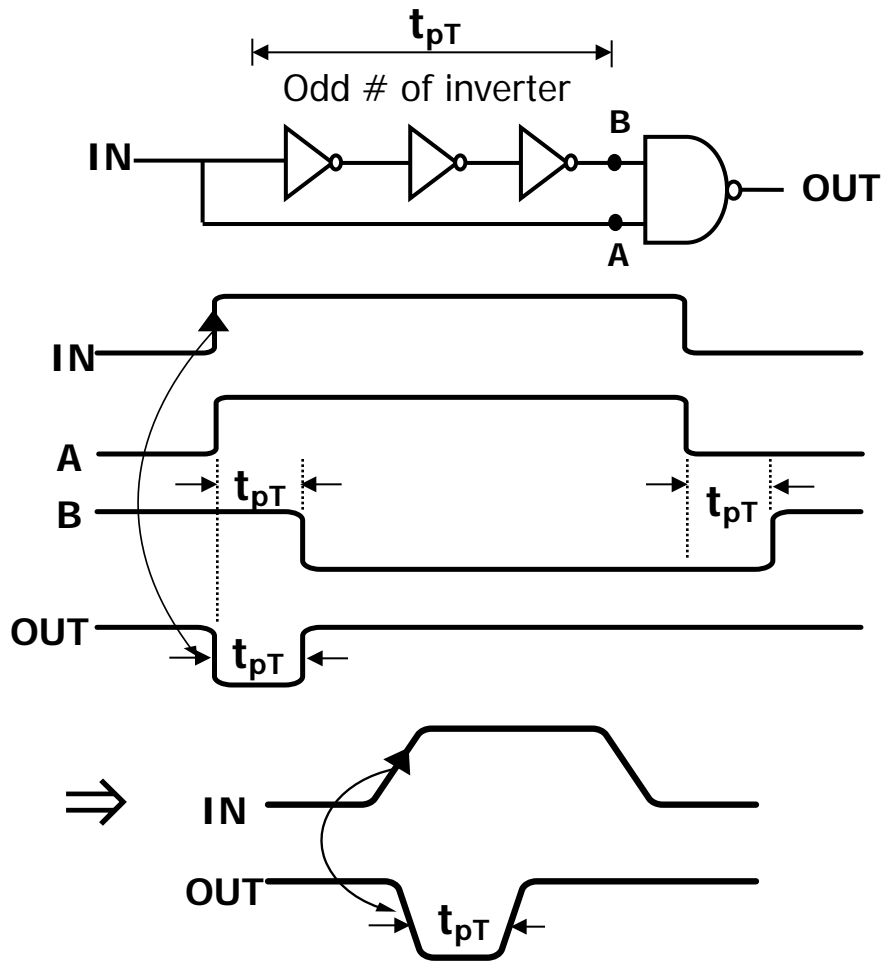 tpT
Odd # of inverter
B
IN
OUT
A
IN
A
tpT
B
tpT
OUT
tpT
⇒
IN
OUT
tpT